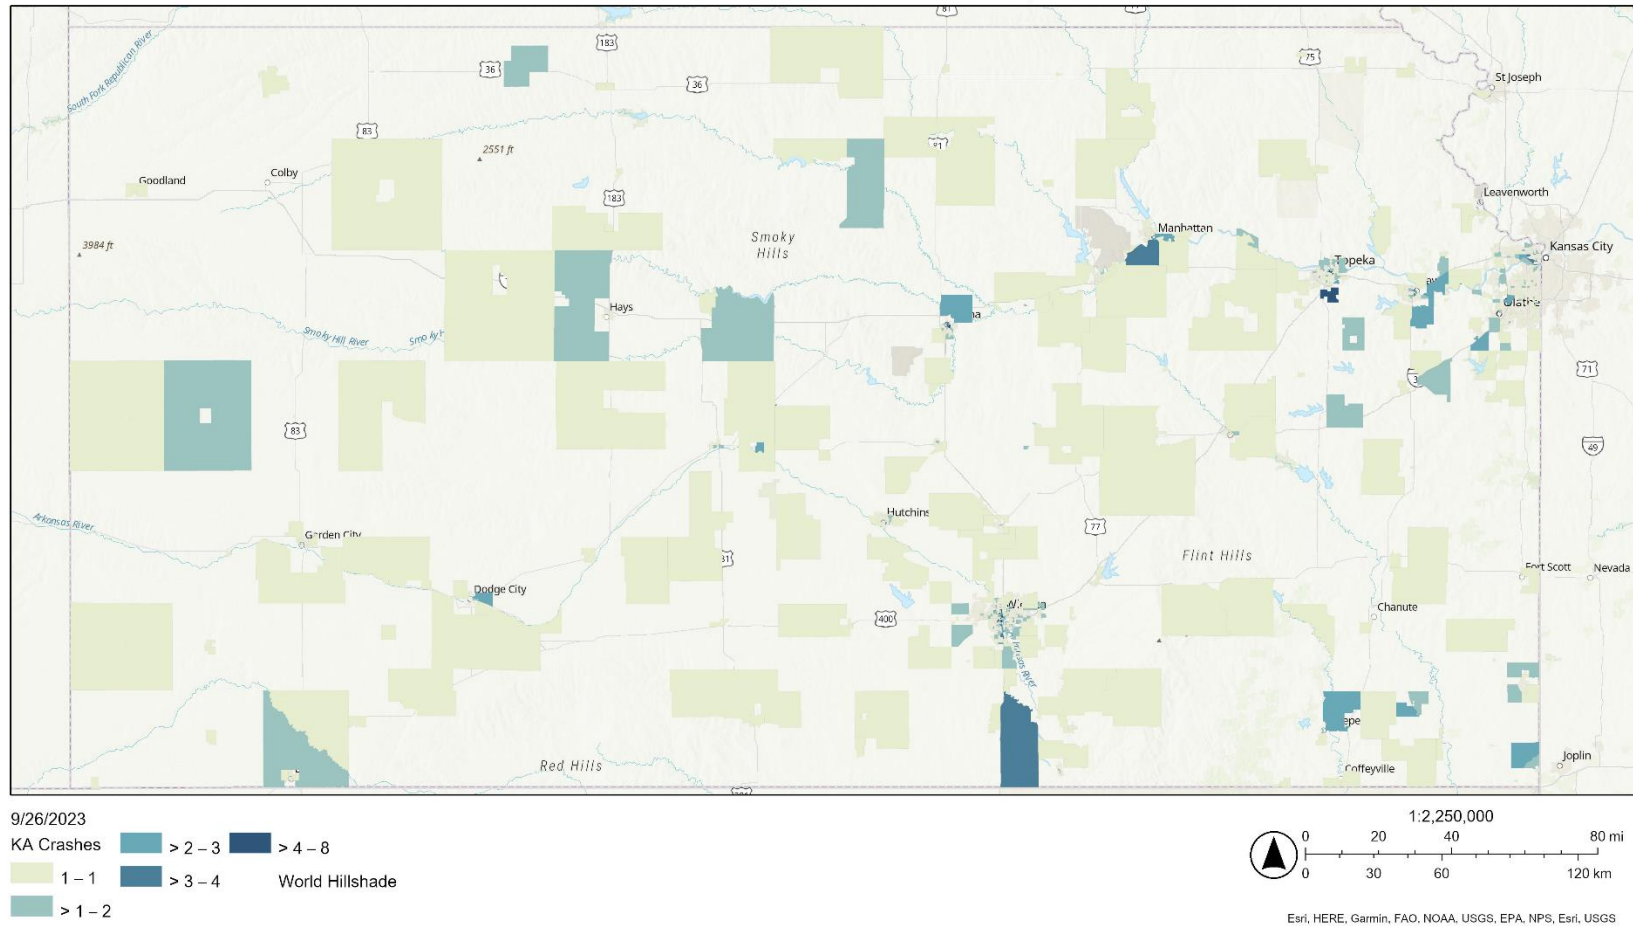 81
183
36
75
36
St Joseph
South Fork Republican River
83
2551 ft
Colby
Goodland
Leavenworth
183
Manhattan
Smoky
Hills
3984 ft
Kansas City
Topeka
Hays
Olathe
Smoky Hill River
71
83
49
Hutchins
77
Arkansas River
Garden City
Flint Hills
Fort Scott
Nevada
Dodge City
Chanute
400
Red Hills
Joplin
Coffeyville
9/26/2023
KA Crashes
1 – 1
> 1 – 2
> 2 – 3
> 3 – 4
> 4 – 8
World Hillshade
1:2,250,000
0 20 40 80 mi
0 30 60 120 km
Esri, HERE, Garmin, FAO, NOAA, USGS, EPA, NPS, Esri, USGS